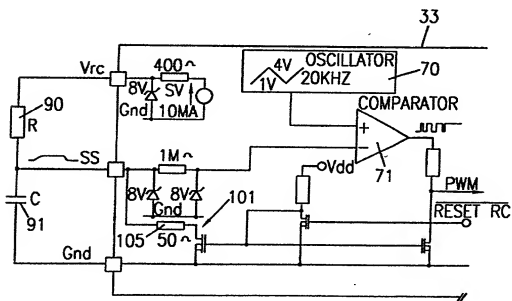 33
Vrc
400~
8V
SV
10MA
Gnd
4V
1V
OSCILLATOR
20KHZ
70
COMPARATOR
90
R
SS
1M~
+
−
71
Vdd
PWM
C
91
8V
8V
Gnd
101
105
50~
RESET RC
Gnd